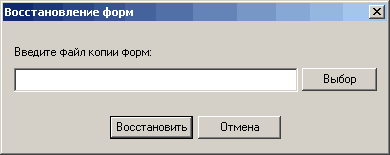 Восстановление форм
Введите файл копии форм:
Выбор
Восстановить
Отмена